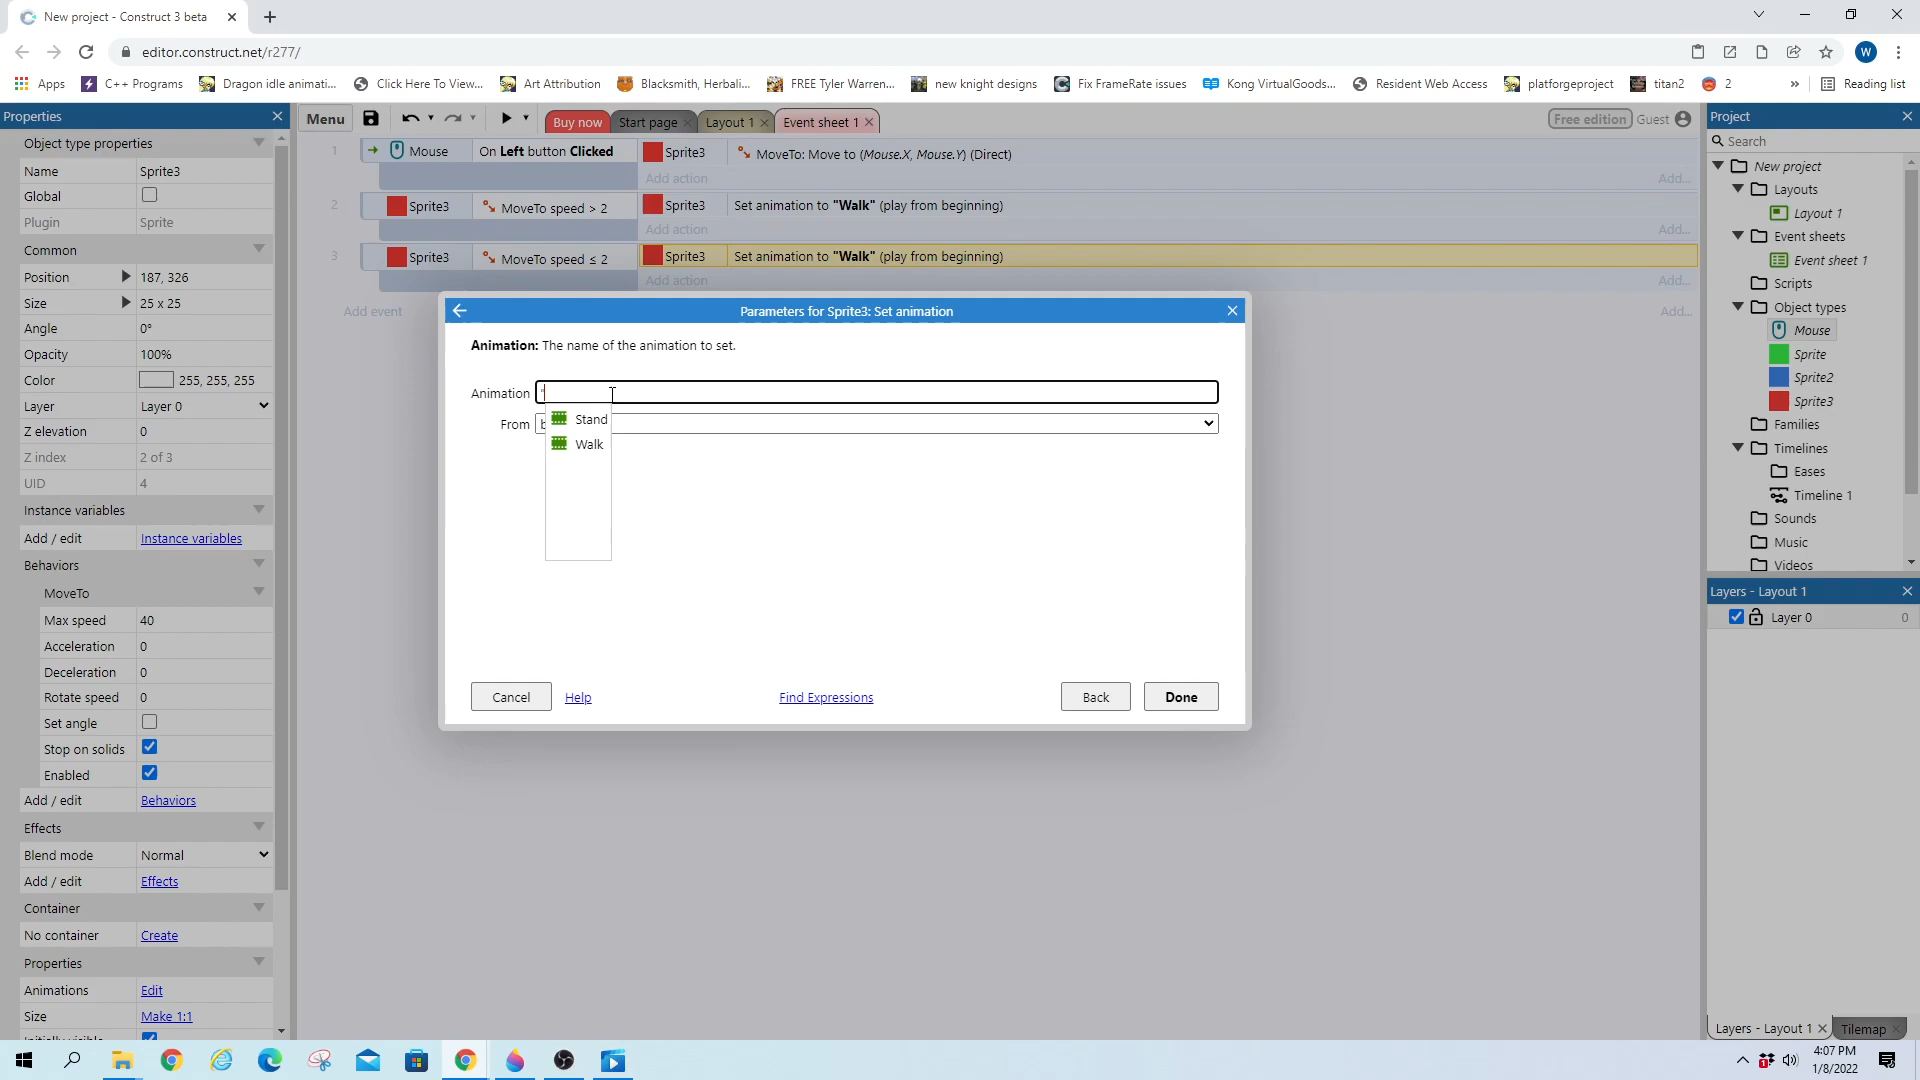 New project - Construct 3 beta
editor.construct.net/r277/
W
Apps
C++ Programs
Dragon idle animati...
Click Here To View...
Art Attribution
Blacksmith, Herbali...
FREE Tyler Warren...
new knight designs
Fix FrameRate issues
Kong VirtualGoods...
Resident Web Access
platforgeproject
titan2
2
»
Reading list
Properties
Menu
Buy now
Start page
Layout 1
Event sheet 1
Free edition
Guest
Project
Object type properties
Name Sprite3
Global
Plugin Sprite
Common
Position 187, 326
Size 25 x 25
Angle 0°
Opacity 100%
Color 255, 255, 255
Layer Layer 0
Z elevation 0
Z index 2 of 3
UID 4
Instance variables
Add / edit Instance variables
Behaviors
MoveTo
Max speed 40
Acceleration 0
Deceleration 0
Rotate speed 0
Set angle
Stop on solids
Enabled
Add / edit Behaviors
Effects
Blend mode Normal
Add / edit Effects
Container
No container Create
Properties
Animations Edit
Size Make 1:1
1 Mouse On Left button Clicked Sprite3 MoveTo: Move to (Mouse.X, Mouse.Y) (Direct)
Add action Add...
2 Sprite3 MoveTo speed > 2 Sprite3 Set animation to "Walk" (play from beginning)
Add action Add...
3 Sprite3 MoveTo speed ≤ 2 Sprite3 Set animation to "Walk" (play from beginning)
Add action Add...
Add event Add...
Parameters for Sprite3: Set animation
Animation: The name of the animation to set.
Animation "
From b
Stand
Walk
Cancel
Help
Find Expressions
Back
Done
Search
New project
Layouts
Layout 1
Event sheets
Event sheet 1
Scripts
Object types
Mouse
Sprite
Sprite2
Sprite3
Families
Timelines
Eases
Timeline 1
Sounds
Music
Videos
Layers - Layout 1
Layer 0 0
Layers - Layout 1
Tilemap
4:07 PM
1/8/2022